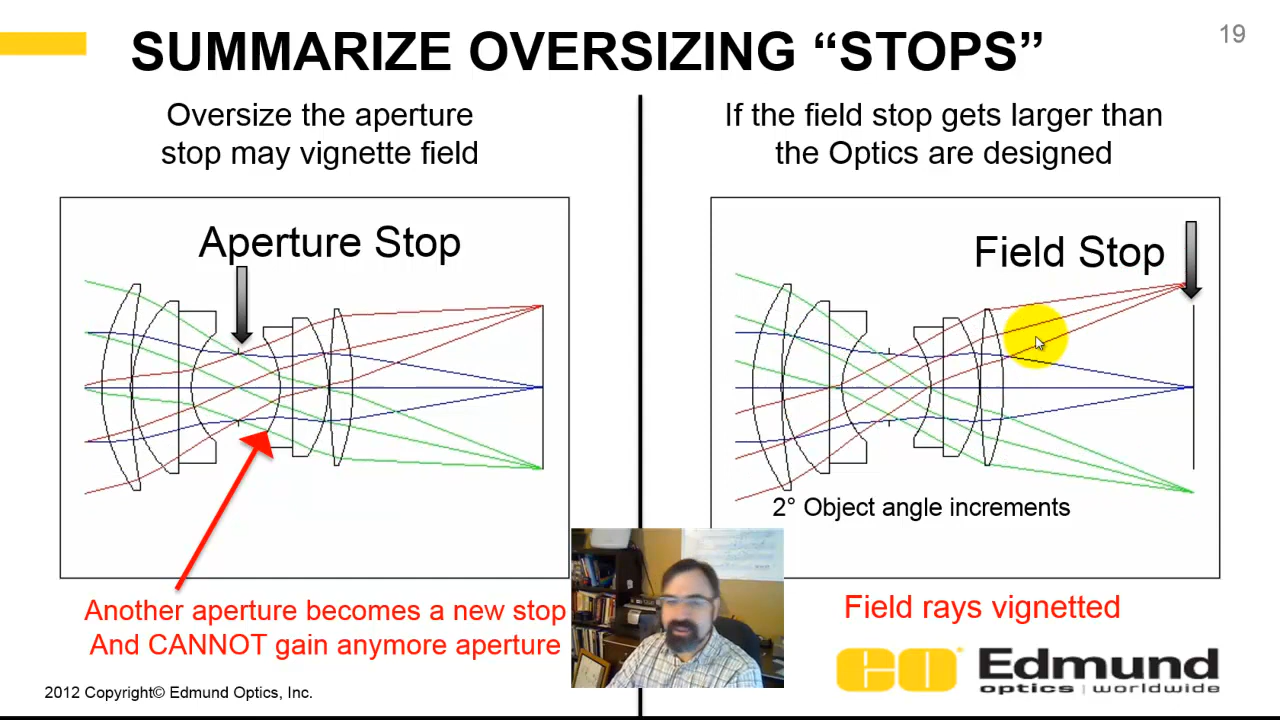 19
SUMMARIZE OVERSIZING “STOPS”
Oversize the aperture
stop may vignette field
Aperture Stop
Another aperture becomes a new stop
And CANNOT gain anymore aperture
If the field stop gets larger than
the Optics are designed
Field Stop
2° Object angle increments
Field rays vignetted
2012 Copyright© Edmund Optics, Inc.
EO® Edmund
optics | worldwide